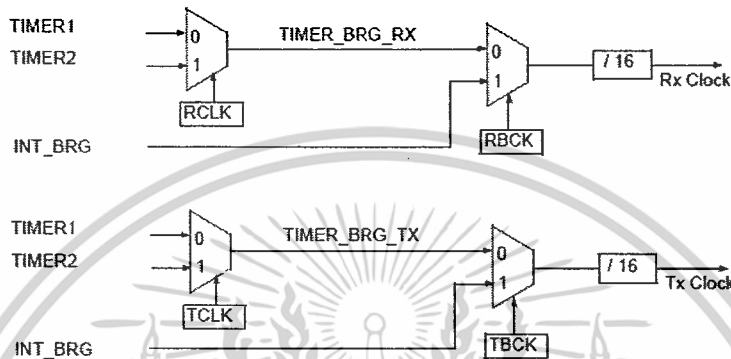 TIMER1
0
TIMER_BRG_RX
TIMER2
1
0
1
/ 16
Rx Clock
RCLK
RBCK
INT_BRG
TIMER1
0
TIMER_BRG_TX
TIMER2
1
0
1
/ 16
Tx Clock
TCLK
TBCK
INT_BRG